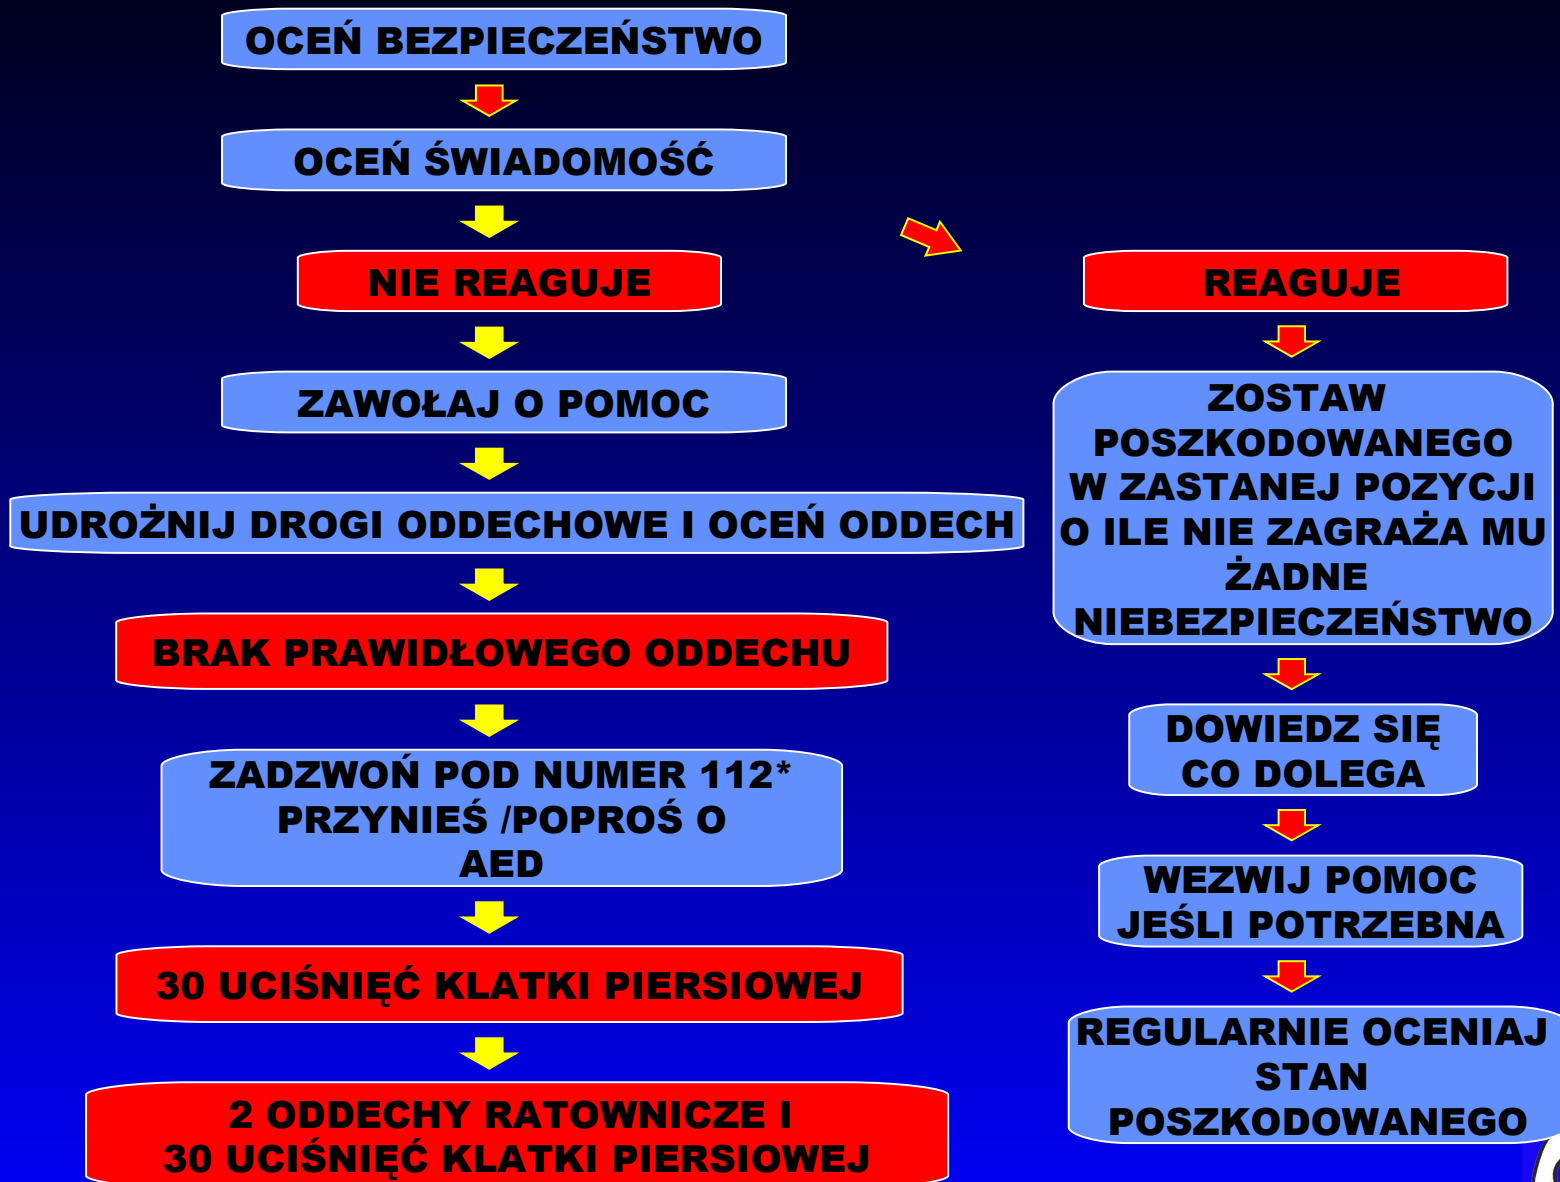 OCEŃ BEZPIECZEŃSTWO
OCEŃ ŚWIADOMOŚĆ
NIE REAGUJE
ZAWOŁAJ O POMOC
UDROŻNIJ DROGI ODDECHOWE I OCEŃ ODDECH
BRAK PRAWIDŁOWEGO ODDECHU
ZADZWOŃ POD NUMER 112*
PRZYNIEŚ /POPROŚ O
AED
30 UCIŚNIĘĆ KLATKI PIERSIOWEJ
2 ODDECHY RATOWNICZE I
30 UCIŚNIĘĆ KLATKI PIERSIOWEJ
REAGUJE
ZOSTAW
POSZKODOWANEGO
W ZASTANEJ POZYCJI
O ILE NIE ZAGRAŻA MU
ŻADNE
NIEBEZPIECZEŃSTWO
DOWIEDZ SIĘ
CO DOLEGA
WEZWIJ POMOC
JEŚLI POTRZEBNA
REGULARNIE OCENIAJ
STAN
POSZKODOWANEGO